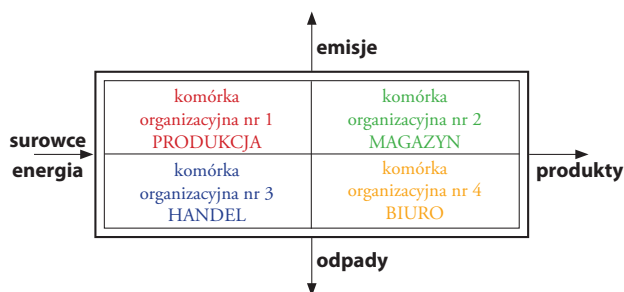 emisje
komórka
organizacyjna nr 1
PRODUKCJA
komórka
organizacyjna nr 2
MAGAZYN
surowce
energia
produkty
komórka
organizacyjna nr 3
HANDEL
komórka
organizacyjna nr 4
BIURO
odpady